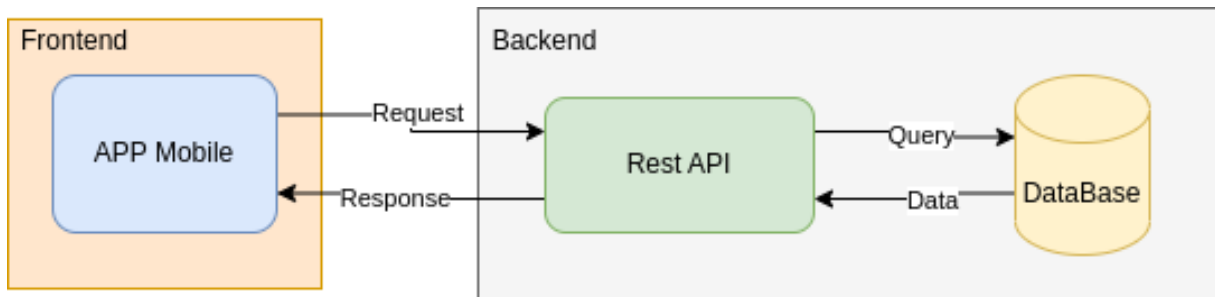 Frontend
Backend
APP Mobile
Request
Response
Rest API
Query
Data
DataBase